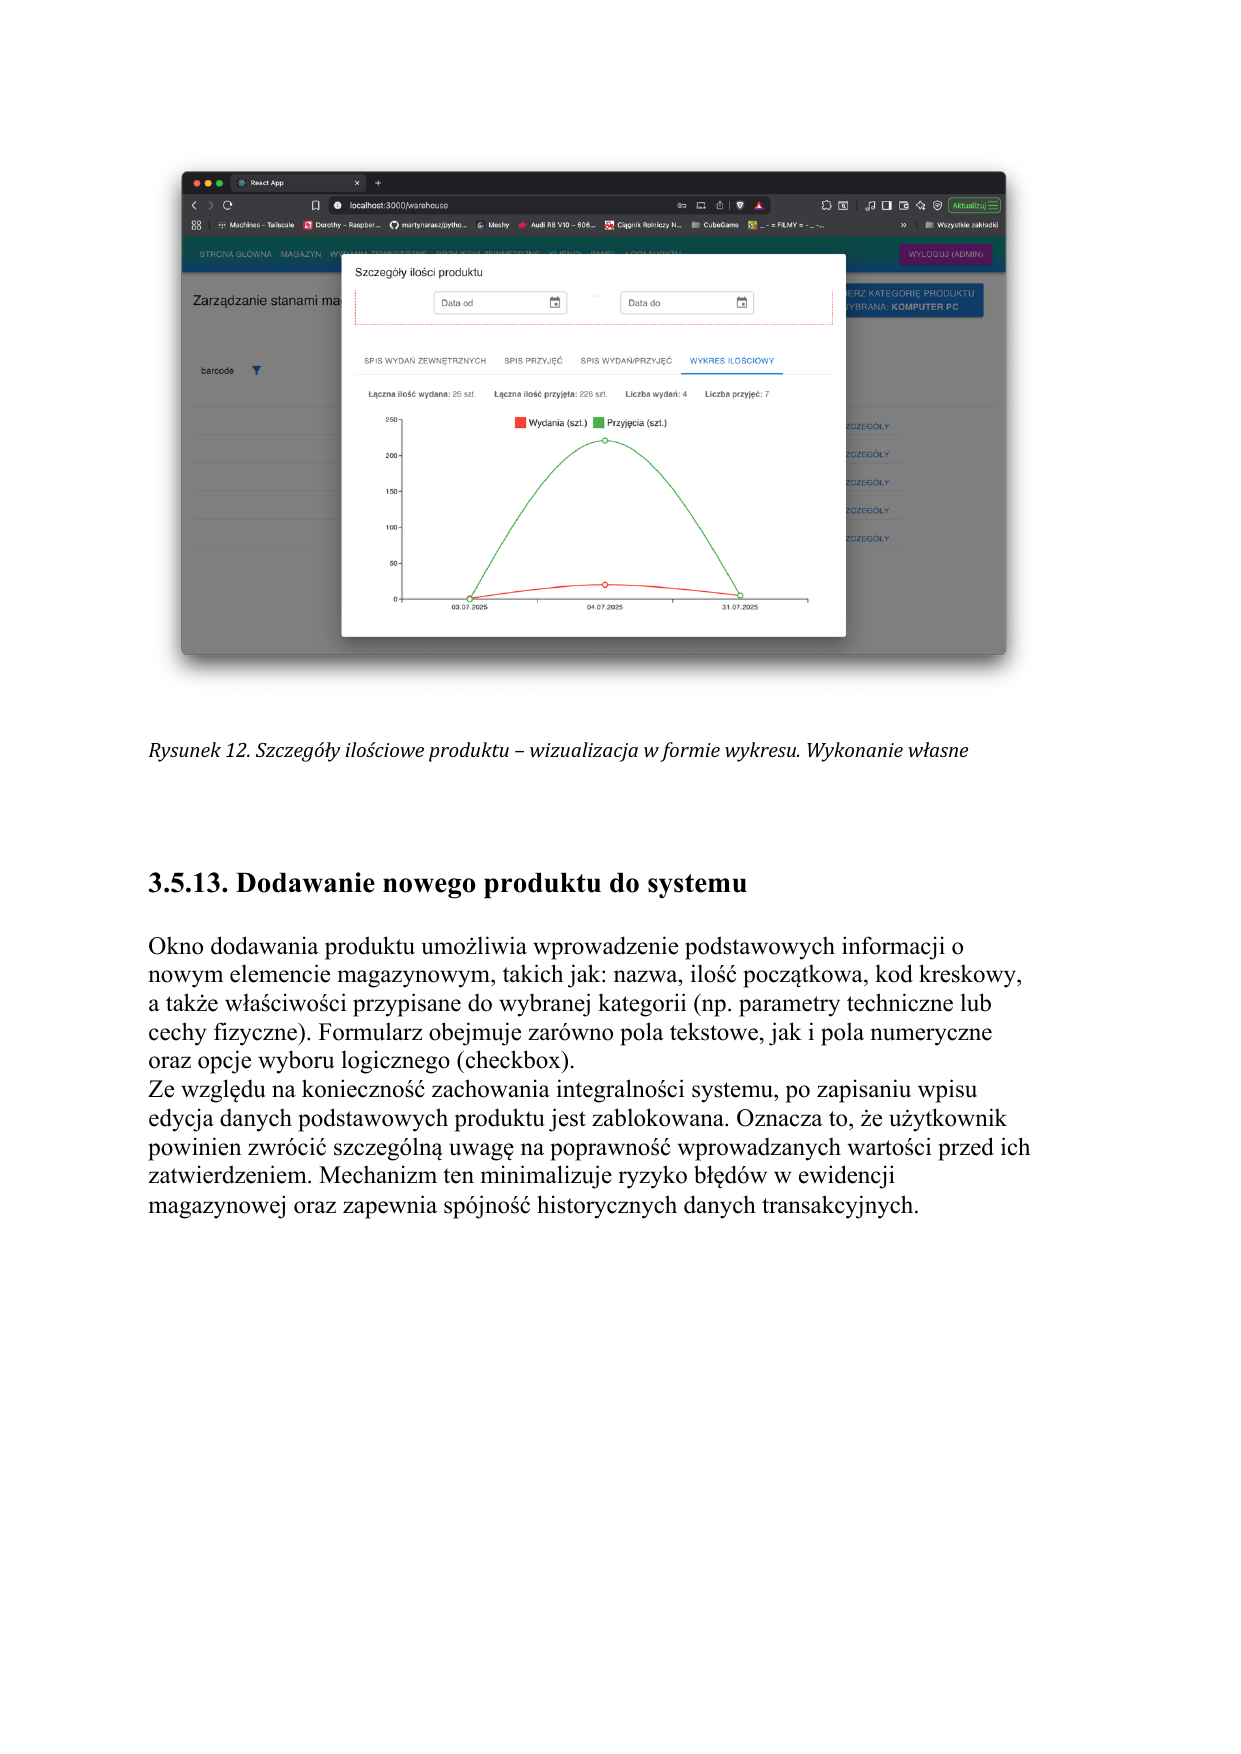 React App
localhost:3000/warehouse
Aktualizuj
Machines – Tailscale Dorothy – Raspber... martynarasz/pytho... Meshy Audi R8 V10 – 606... Ciągnik Rolniczy N... CubeGame _ - = FILMY = - _ -... » Wszystkie zakładki
STRONA GŁÓWNA MAGAZYN WYLOGUJ (ADMIN)
Szczegóły ilości produktu
Zarządzanie stanami ma
Data od Data do
IERZ KATEGORIĘ PRODUKTU
YBRANA: KOMPUTER PC
SPIS WYDAŃ ZEWNĘTRZNYCH SPIS PRZYJĘĆ SPIS WYDAŃ/PRZYJĘĆ WYKRES ILOŚCIOWY
barcode
Łączna ilość wydana: 26 szt. Łączna ilość przyjęta: 226 szt. Liczba wydań: 4 Liczba przyjęć: 7
Wydania (szt.) Przyjęcia (szt.)
250
200
150
100
50
0
03.07.2025 04.07.2025 31.07.2025
ZCZEGÓŁY
ZCZEGÓŁY
ZCZEGÓŁY
ZCZEGÓŁY
ZCZEGÓŁY
Rysunek 12. Szczegóły ilościowe produktu – wizualizacja w formie wykresu. Wykonanie własne
3.5.13. Dodawanie nowego produktu do systemu
Okno dodawania produktu umożliwia wprowadzenie podstawowych informacji o
nowym elemencie magazynowym, takich jak: nazwa, ilość początkowa, kod kreskowy,
a także właściwości przypisane do wybranej kategorii (np. parametry techniczne lub
cechy fizyczne). Formularz obejmuje zarówno pola tekstowe, jak i pola numeryczne
oraz opcje wyboru logicznego (checkbox).
Ze względu na konieczność zachowania integralności systemu, po zapisaniu wpisu
edycja danych podstawowych produktu jest zablokowana. Oznacza to, że użytkownik
powinien zwrócić szczególną uwagę na poprawność wprowadzanych wartości przed ich
zatwierdzeniem. Mechanizm ten minimalizuje ryzyko błędów w ewidencji
magazynowej oraz zapewnia spójność historycznych danych transakcyjnych.